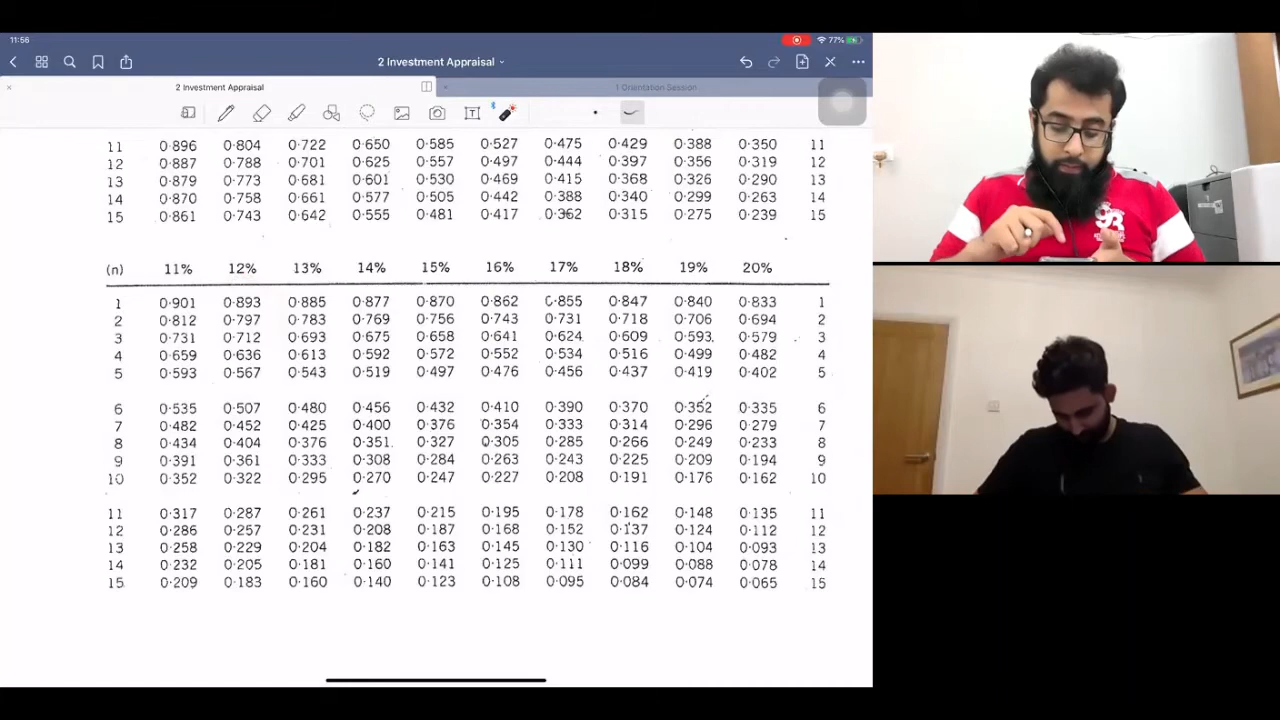 11:56
77%
2 Investment Appraisal
2 Investment Appraisal
1 Orientation Session
T
11 0·896 0·804 0·722 0·650 0·585 0·527 0·475 0·429 0·388 0·350 11
12 0·887 0·788 0·701 0·625 0·557 0·497 0·444 0·397 0·356 0·319 12
13 0·879 0·773 0·681 0·601 0·530 0·469 0·415 0·368 0·326 0·290 13
14 0·870 0·758 0·661 0·577 0·505 0·442 0·388 0·340 0·299 0·263 14
15 0·861 0·743 0·642 0·555 0·481 0·417 0·362 0·315 0·275 0·239 15
(n) 11% 12% 13% 14% 15% 16% 17% 18% 19% 20%
1 0·901 0·893 0·885 0·877 0·870 0·862 0·855 0·847 0·840 0·833 1
2 0·812 0·797 0·783 0·769 0·756 0·743 0·731 0·718 0·706 0·694 2
3 0·731 0·712 0·693 0·675 0·658 0·641 0·624 0·609 0·593 0·579 3
4 0·659 0·636 0·613 0·592 0·572 0·552 0·534 0·516 0·499 0·482 4
5 0·593 0·567 0·543 0·519 0·497 0·476 0·456 0·437 0·419 0·402 5
6 0·535 0·507 0·480 0·456 0·432 0·410 0·390 0·370 0·352 0·335 6
7 0·482 0·452 0·425 0·400 0·376 0·354 0·333 0·314 0·296 0·279 7
8 0·434 0·404 0·376 0·351 0·327 0·305 0·285 0·266 0·249 0·233 8
9 0·391 0·361 0·333 0·308 0·284 0·263 0·243 0·225 0·209 0·194 9
10 0·352 0·322 0·295 0·270 0·247 0·227 0·208 0·191 0·176 0·162 10
11 0·317 0·287 0·261 0·237 0·215 0·195 0·178 0·162 0·148 0·135 11
12 0·286 0·257 0·231 0·208 0·187 0·168 0·152 0·137 0·124 0·112 12
13 0·258 0·229 0·204 0·182 0·163 0·145 0·130 0·116 0·104 0·093 13
14 0·232 0·205 0·181 0·160 0·141 0·125 0·111 0·099 0·088 0·078 14
15 0·209 0·183 0·160 0·140 0·123 0·108 0·095 0·084 0·074 0·065 15